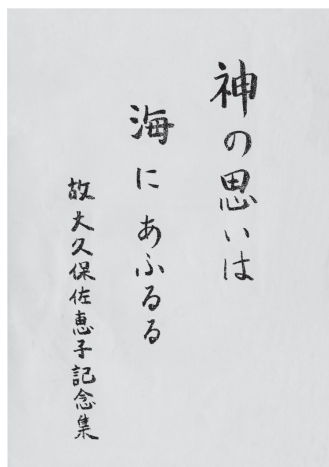 神の思いは
海にあふるる
故大久保佐恵子記念集